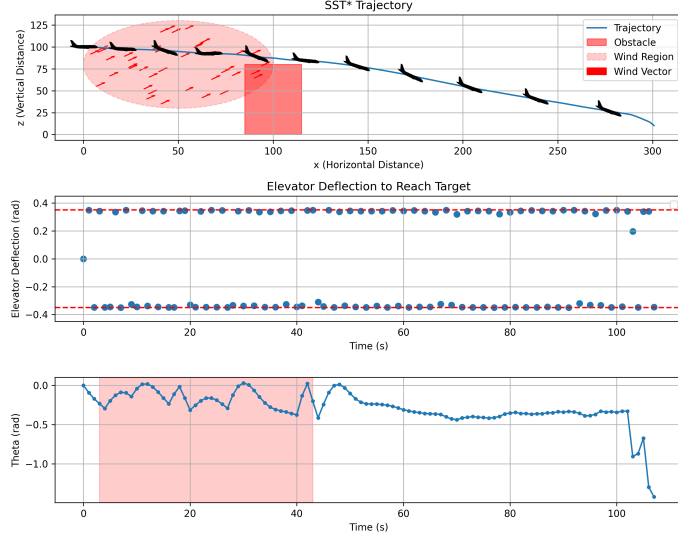 SST* Trajectory
z (Vertical Distance)
125
100
75
50
25
0
Trajectory
Obstacle
Wind Region
Wind Vector
0 50 100 150 200 250 300
x (Horizontal Distance)
Elevator Deflection to Reach Target
Elevator Deflection (rad)
0.4
0.2
0.0
−0.2
−0.4
0 20 40 60 80 100
Time (s)
Theta (rad)
0.0
−0.5
−1.0
0 20 40 60 80 100
Time (s)